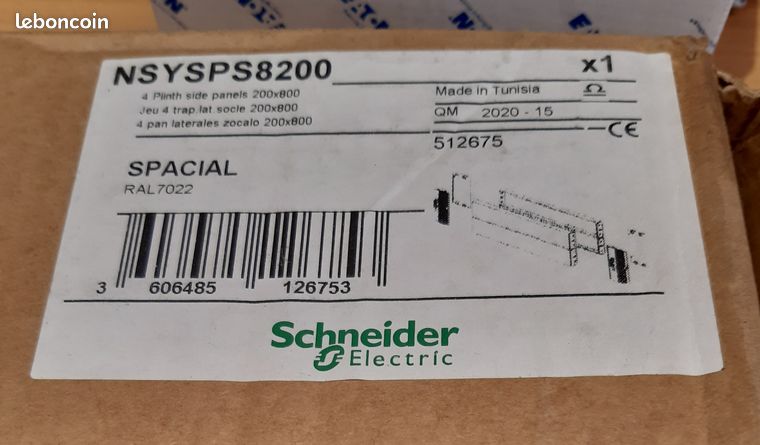 leboncoin
NSYSPS8200
x1
4 Plinth side panels 200x800
Jeu 4 trap.lat socle 200x800
4 pan laterales zocalo 200x800
Made in Tunisia
QM 2020 - 15
512675
CE
SPACIAL
RAL7022
3 606485 126753
Schneider
Electric